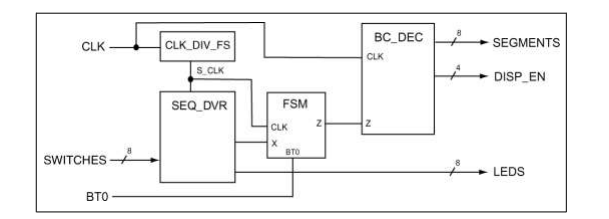 CLK
CLK_DIV_FS
BC_DEC
8
SEGMENTS
CLK
4
DISP_EN
S_CLK
SEQ_DVR
FSM
CLK
Z
Z
X
BT0
SWITCHES
8
8
LEDS
BT0